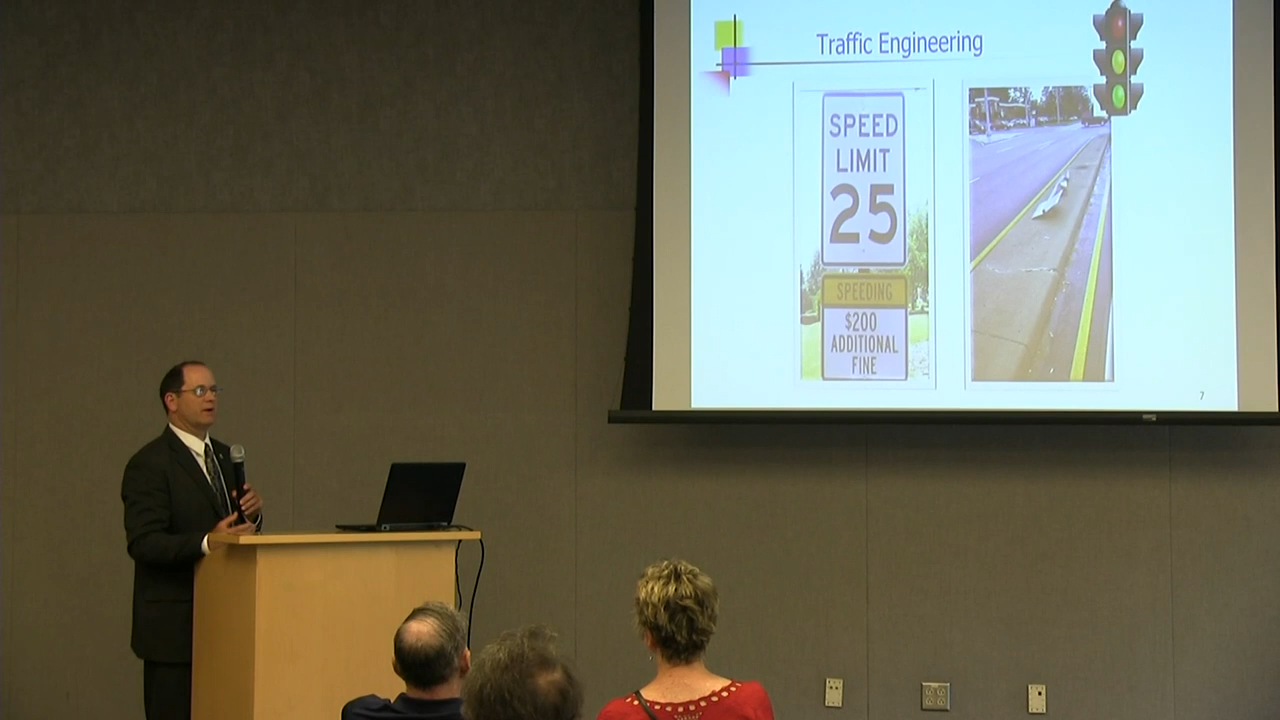 Traffic Engineering
SPEED
LIMIT
25
SPEEDING
$200
ADDITIONAL
FINE
7